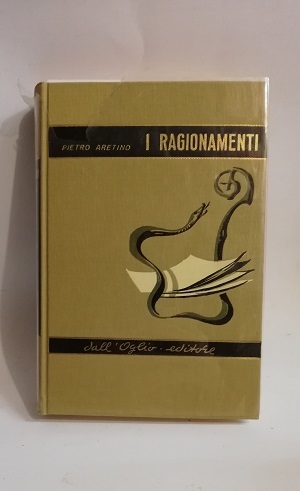 PIETRO ARETINO I RAGIONAMENTI
dall'Oglio - editore